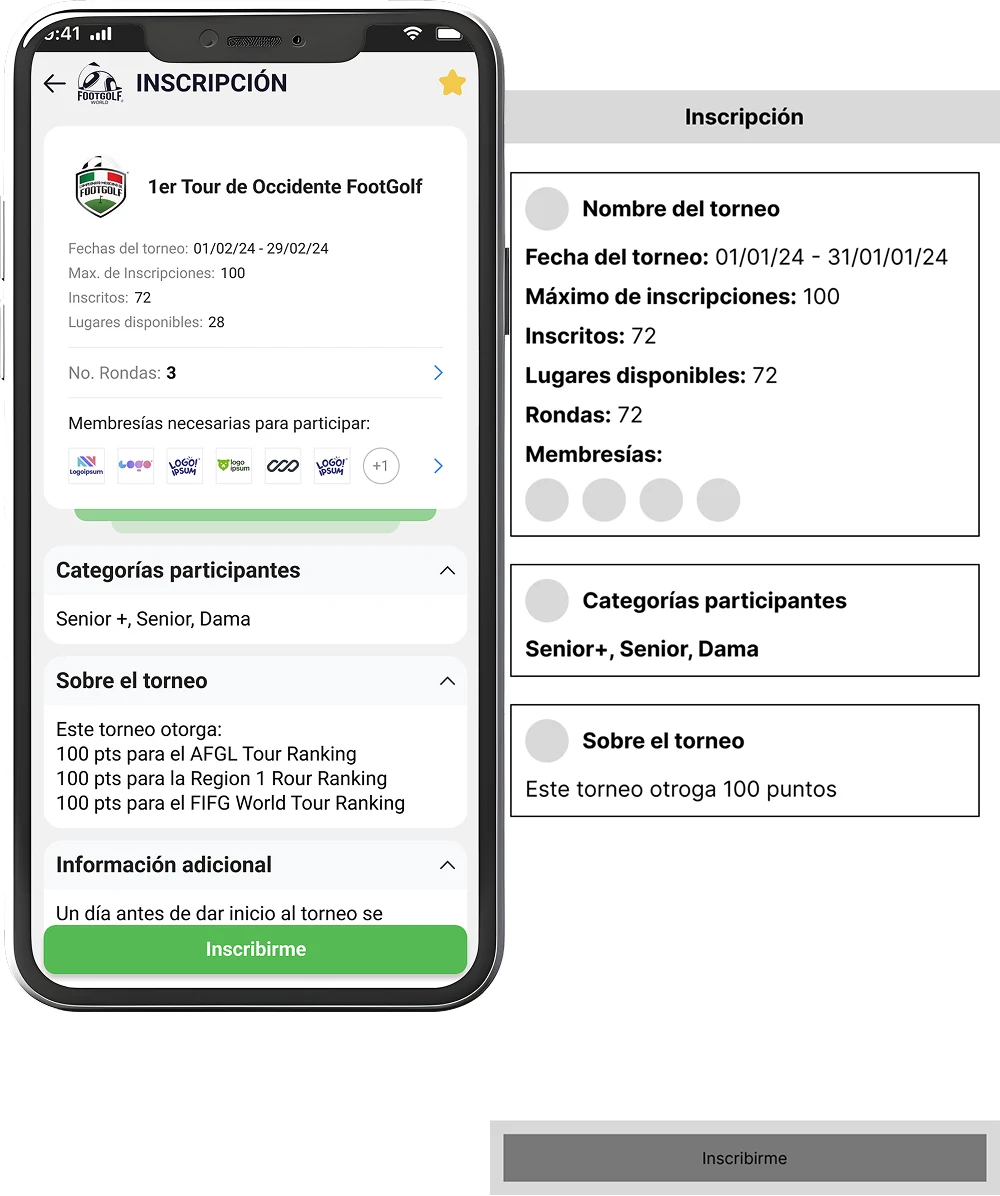 9:41
FOOTGOLF
WORLD
INSCRIPCIÓN
FOOTGOLF
1er Tour de Occidente FootGolf
Fechas del torneo: 01/02/24 - 29/02/24
Max. de Inscripciones: 100
Inscritos: 72
Lugares disponibles: 28
No. Rondas: 3
Membresías necesarias para participar:
Logoipsum
LOGO
LOGO!
IPSUM
logo
ipsum
LOGO!
IPSUM
+1
Categorías participantes
Senior +, Senior, Dama
Sobre el torneo
Este torneo otorga:
100 pts para el AFGL Tour Ranking
100 pts para la Region 1 Rour Ranking
100 pts para el FIFG World Tour Ranking
Información adicional
Un día antes de dar inicio al torneo se
Inscribirme
Inscripción
Nombre del torneo
Fecha del torneo: 01/01/24 - 31/01/01/24
Máximo de inscripciones: 100
Inscritos: 72
Lugares disponibles: 72
Rondas: 72
Membresías:
Categorías participantes
Senior+, Senior, Dama
Sobre el torneo
Este torneo otroga 100 puntos
Inscribirme